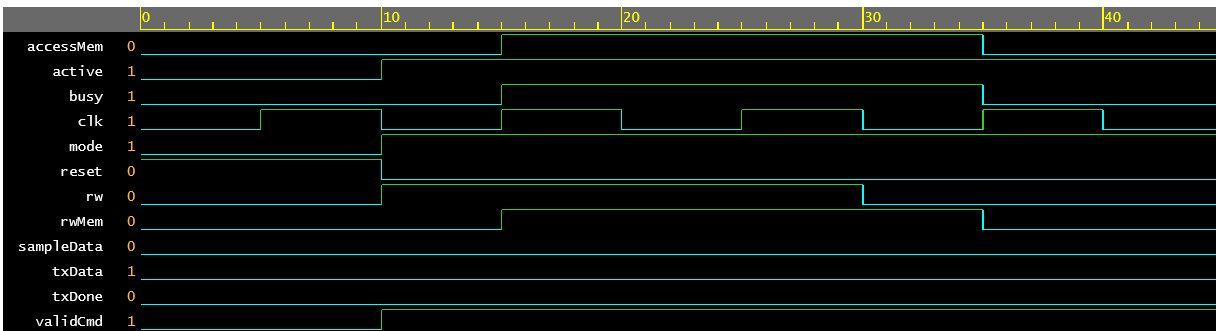 0 10 20 30 40
accessMem 0
active 1
busy 1
clk 1
mode 1
reset 0
rw 0
rwMem 0
sampleData 0
txData 1
txDone 0
validCmd 1